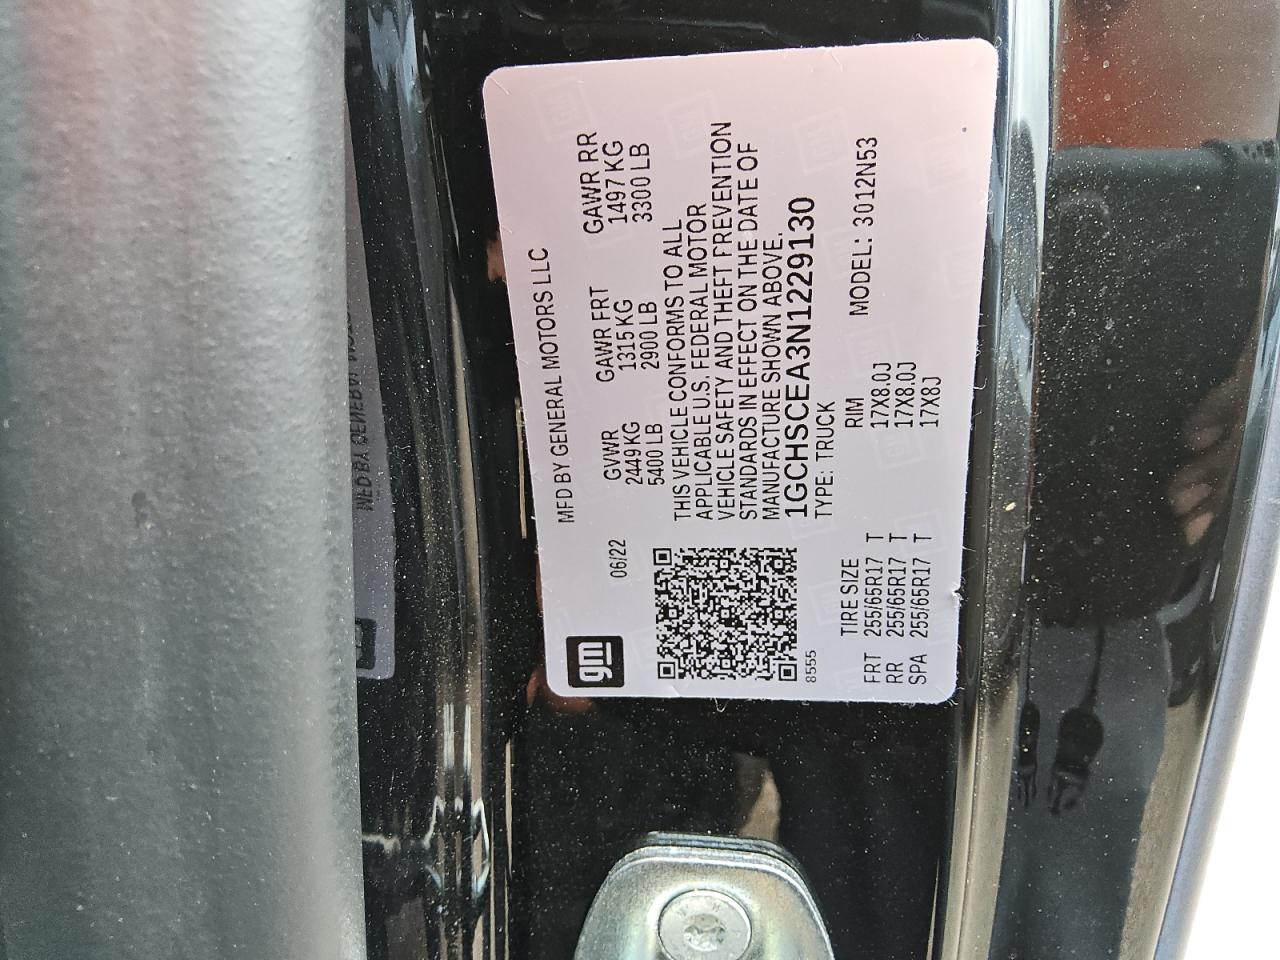 gm
MFD BY GENERAL MOTORS LLC
06/22
GVWR GAWR FRT GAWR RR
2449 KG 1315 KG 1497 KG
5400 LB 2900 LB 3300 LB
THIS VEHICLE CONFORMS TO ALL
APPLICABLE U.S. FEDERAL MOTOR
VEHICLE SAFETY AND THEFT FREVENTION
STANDARDS IN EFFECT ON THE DATE OF
MANUFACTURE SHOWN ABOVE.
1GCHSCEA3N1229130
8555
TYPE: TRUCK
TIRE SIZE RIM MODEL: 3012N53
FRT 255/65R17 T 17X8.0J
RR 255/65R17 T 17X8.0J
SPA 255/65R17 T 17X8J